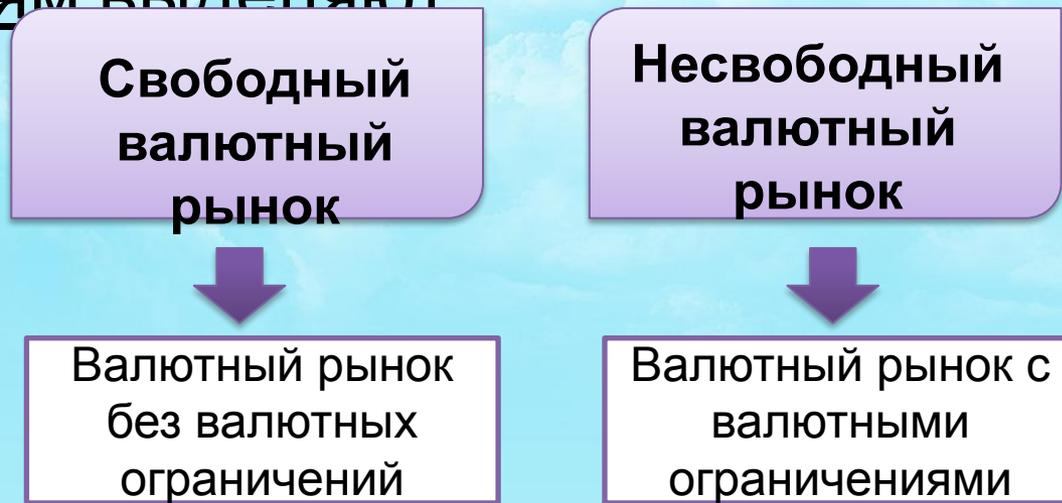 Свободный
валютный
рынок
Несвободный
валютный
рынок
Валютный рынок
без валютных
ограничений
Валютный рынок с
валютными
ограничениями